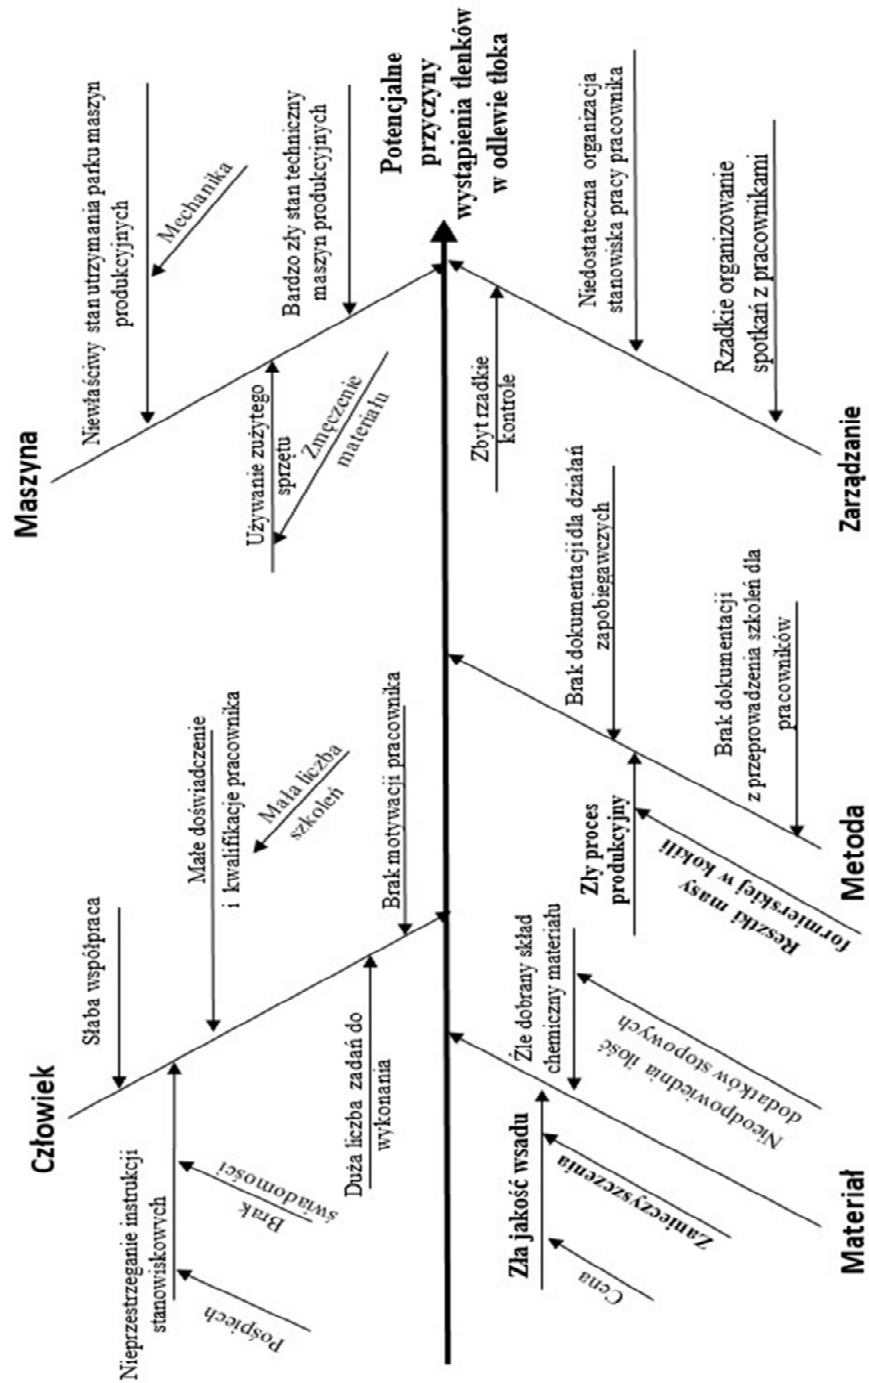 Człowiek
Słaba współpraca
Małe doświadczenie
i kwalifikacje pracownika
Mała liczba
szkoleń
Brak motywacji pracownika
Nieprzestrzeganie instrukcji
stanowiskowych
Pośpiech
Brak
świadomości
Duża liczba zadań do
wykonania
Maszyna
Niewłaściwy stan utrzymania parku maszyn
produkcyjnych
Mechanika
Używanie zużytego
sprzętu
Zmęczenie
materiału
Bardzo zły stan techniczny
maszyn produkcyjnych
Potencjalne
przyczyny
wystąpienia tlenków
w odlewie tłoka
Materiał
Zła jakość wsadu
Cena
Zanieczyszczenia
Źle dobrany skład
chemiczny materiału
Nieodpowiednia ilość
dodatków stopowych
Metoda
Zły proces
produkcyjny
Resztki masy
formierskiej w kokili
Brak dokumentacji dla działań
zapobiegawczych
Brak dokumentacji
z przeprowadzenia szkoleń dla
pracowników
Zarządzanie
Zbyt rzadkie
kontrole
Niedostateczna organizacja
stanowiska pracy pracownika
Rzadkie organizowanie
spotkań z pracownikami